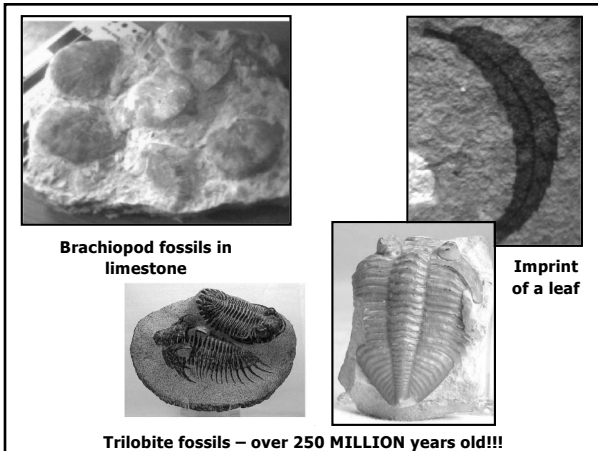 Brachiopod fossils in
limestone
Imprint
of a leaf
Trilobite fossils – over 250 MILLION years old!!!